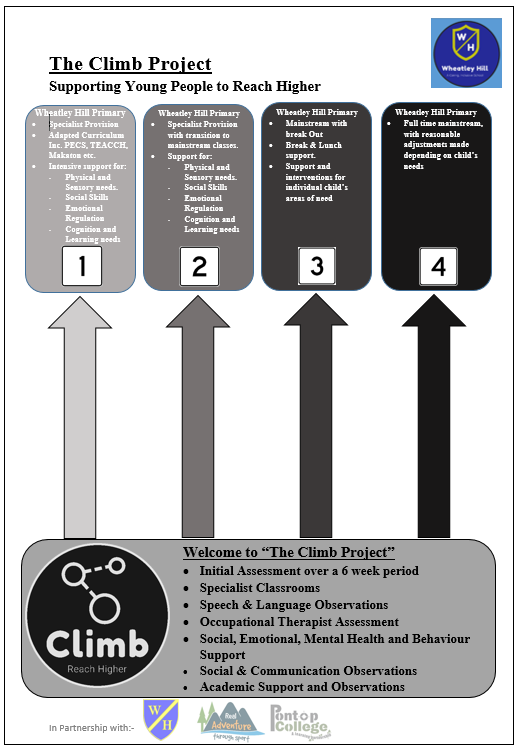 The Climb Project
Supporting Young People to Reach Higher
W
H
Wheatley Hill
Wheatley Hill Primary
• Specialist Provision
• Adapted Curriculum
Inc. PECS, TEACCH,
Makaton etc.
• Intensive support for:
- Physical and
Sensory needs.
- Social Skills
- Emotional
Regulation
- Cognition and
Learning needs
1
Wheatley Hill Primary
• Specialist Provision
with transition to
mainstream classes.
• Support for:
- Physical and
Sensory needs.
- Social Skills
- Emotional
Regulation
- Cognition and
Learning needs
2
Wheatley Hill Primary
• Mainstream with
break Out
• Break & Lunch
support.
• Support and
interventions for
individual child's
areas of need
3
Wheatley Hill Primary
• Full time mainstream,
with reasonable
adjustments made
depending on child's
needs
4
Climb
Reach Higher
Welcome to “The Climb Project”
• Initial Assessment over a 6 week period
• Specialist Classrooms
• Speech & Language Observations
• Occupational Therapist Assessment
• Social, Emotional, Mental Health and Behaviour
Support
• Social & Communication Observations
• Academic Support and Observations
In Partnership with:-
W
H
Real
Adventure
through sport
Pontop
College